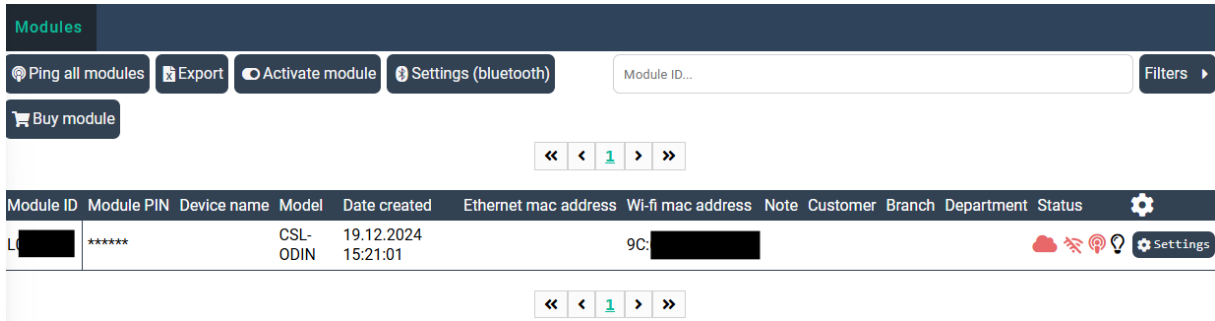 Modules
Ping all modules Export Activate module Settings (bluetooth) Module ID... Filters
Buy module
« ‹ 1 › »
Module ID Module PIN Device name Model Date created Ethernet mac address Wi-fi mac address Note Customer Branch Department Status
L ****** CSL- 19.12.2024 9C: Settings
ODIN 15:21:01
« ‹ 1 › »